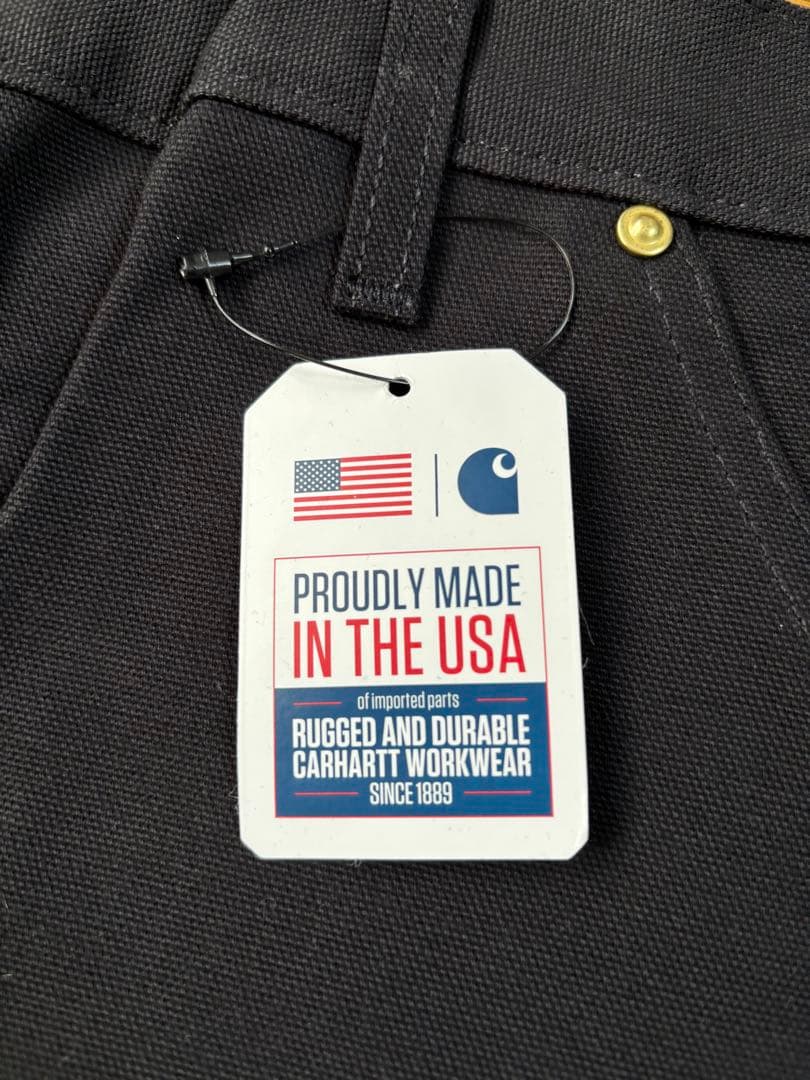 PROUDLY MADE
IN THE USA
of imported parts
RUGGED AND DURABLE
CARHARTT WORKWEAR
SINCE 1889